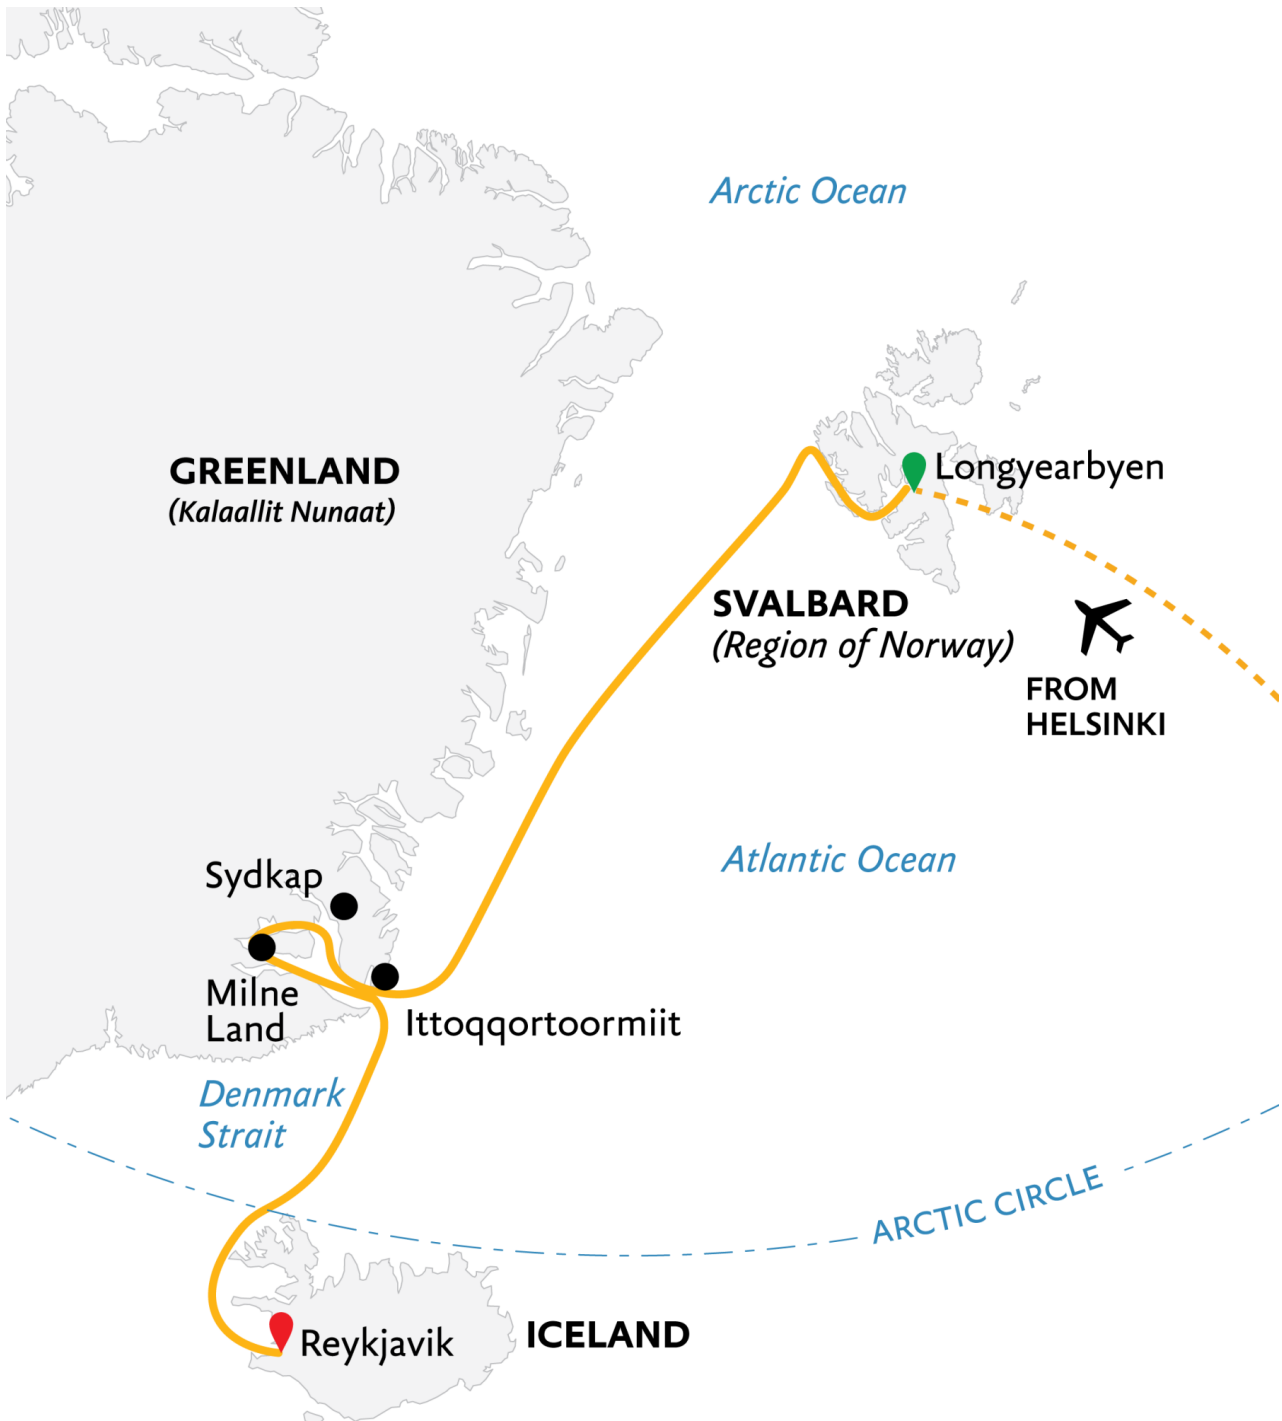 Arctic Ocean
GREENLAND
(Kalaallit Nunaat)
Longyearbyen
SVALBARD
(Region of Norway)
FROM
HELSINKI
Atlantic Ocean
Sydkap
Milne
Land
Ittoqqortoormiit
Denmark
Strait
ARCTIC CIRCLE
Reykjavik
ICELAND